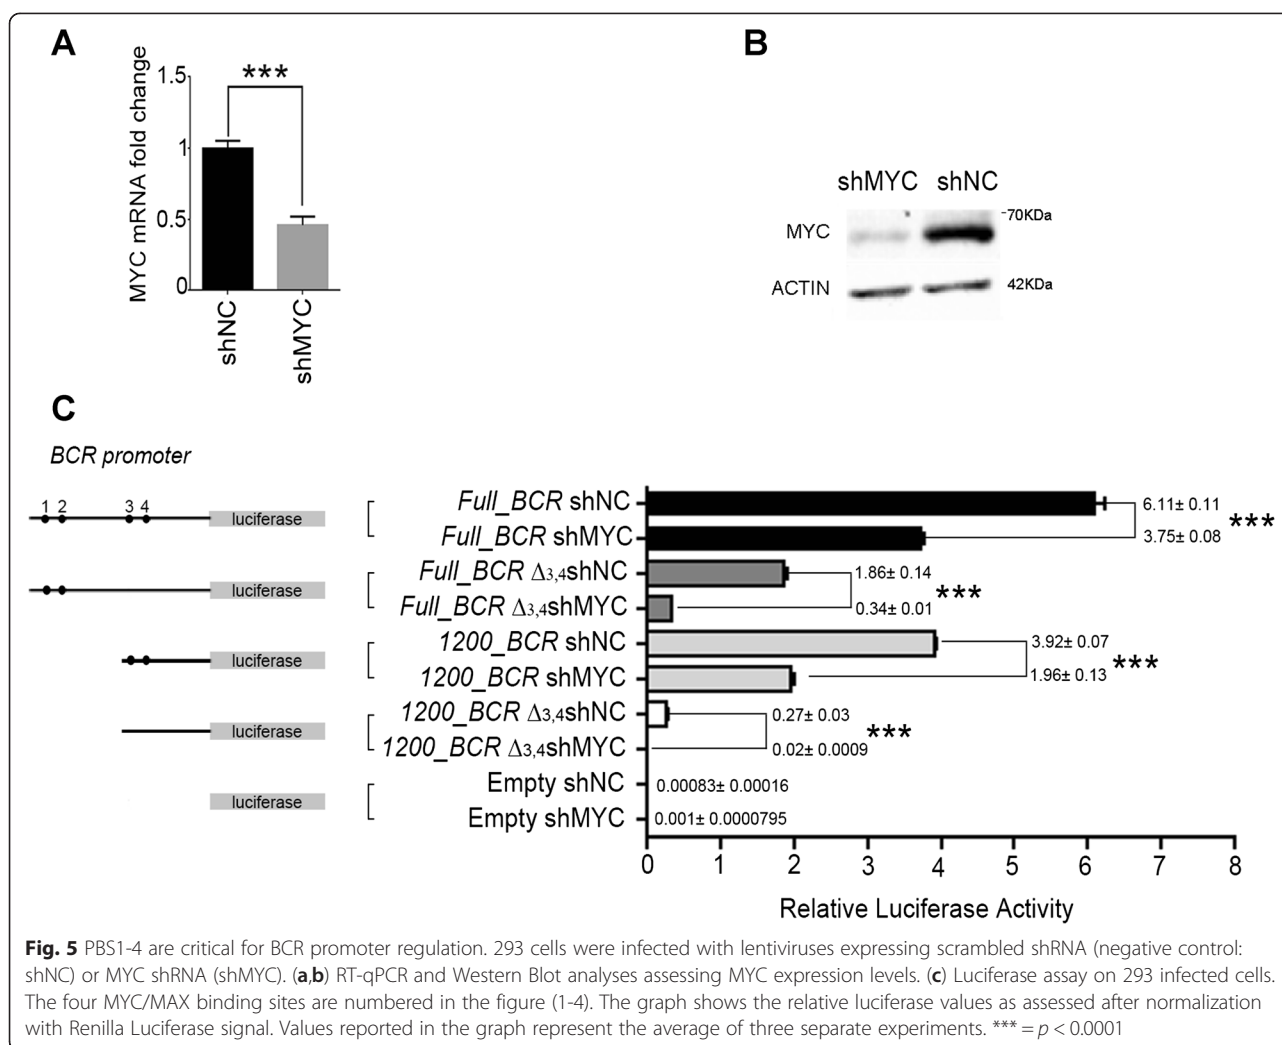 A
B
MYC mRNA fold change
1.5
1
0.5
0
***
shNC
shMYC
shMYC shNC
MYC
-70KDa
ACTIN
42KDa
C
BCR promoter
1 2 3 4
luciferase
luciferase
luciferase
luciferase
luciferase
Full_BCR shNC
Full_BCR shMYC
Full_BCR Δ3,4shNC
Full_BCR Δ3,4shMYC
1200_BCR shNC
1200_BCR shMYC
1200_BCR Δ3,4shNC
1200_BCR Δ3,4shMYC
Empty shNC
Empty shMYC
6.11± 0.11
3.75± 0.08
***
1.86± 0.14
0.34± 0.01
***
3.92± 0.07
1.96± 0.13
***
0.27± 0.03
0.02± 0.0009
***
0.00083± 0.00016
0.001± 0.0000795
0 1 2 3 4 5 6 7 8
Relative Luciferase Activity
Fig. 5 PBS1-4 are critical for BCR promoter regulation. 293 cells were infected with lentiviruses expressing scrambled shRNA (negative control:
shNC) or MYC shRNA (shMYC). (a,b) RT-qPCR and Western Blot analyses assessing MYC expression levels. (c) Luciferase assay on 293 infected cells.
The four MYC/MAX binding sites are numbered in the figure (1-4). The graph shows the relative luciferase values as assessed after normalization
with Renilla Luciferase signal. Values reported in the graph represent the average of three separate experiments. *** = p < 0.0001